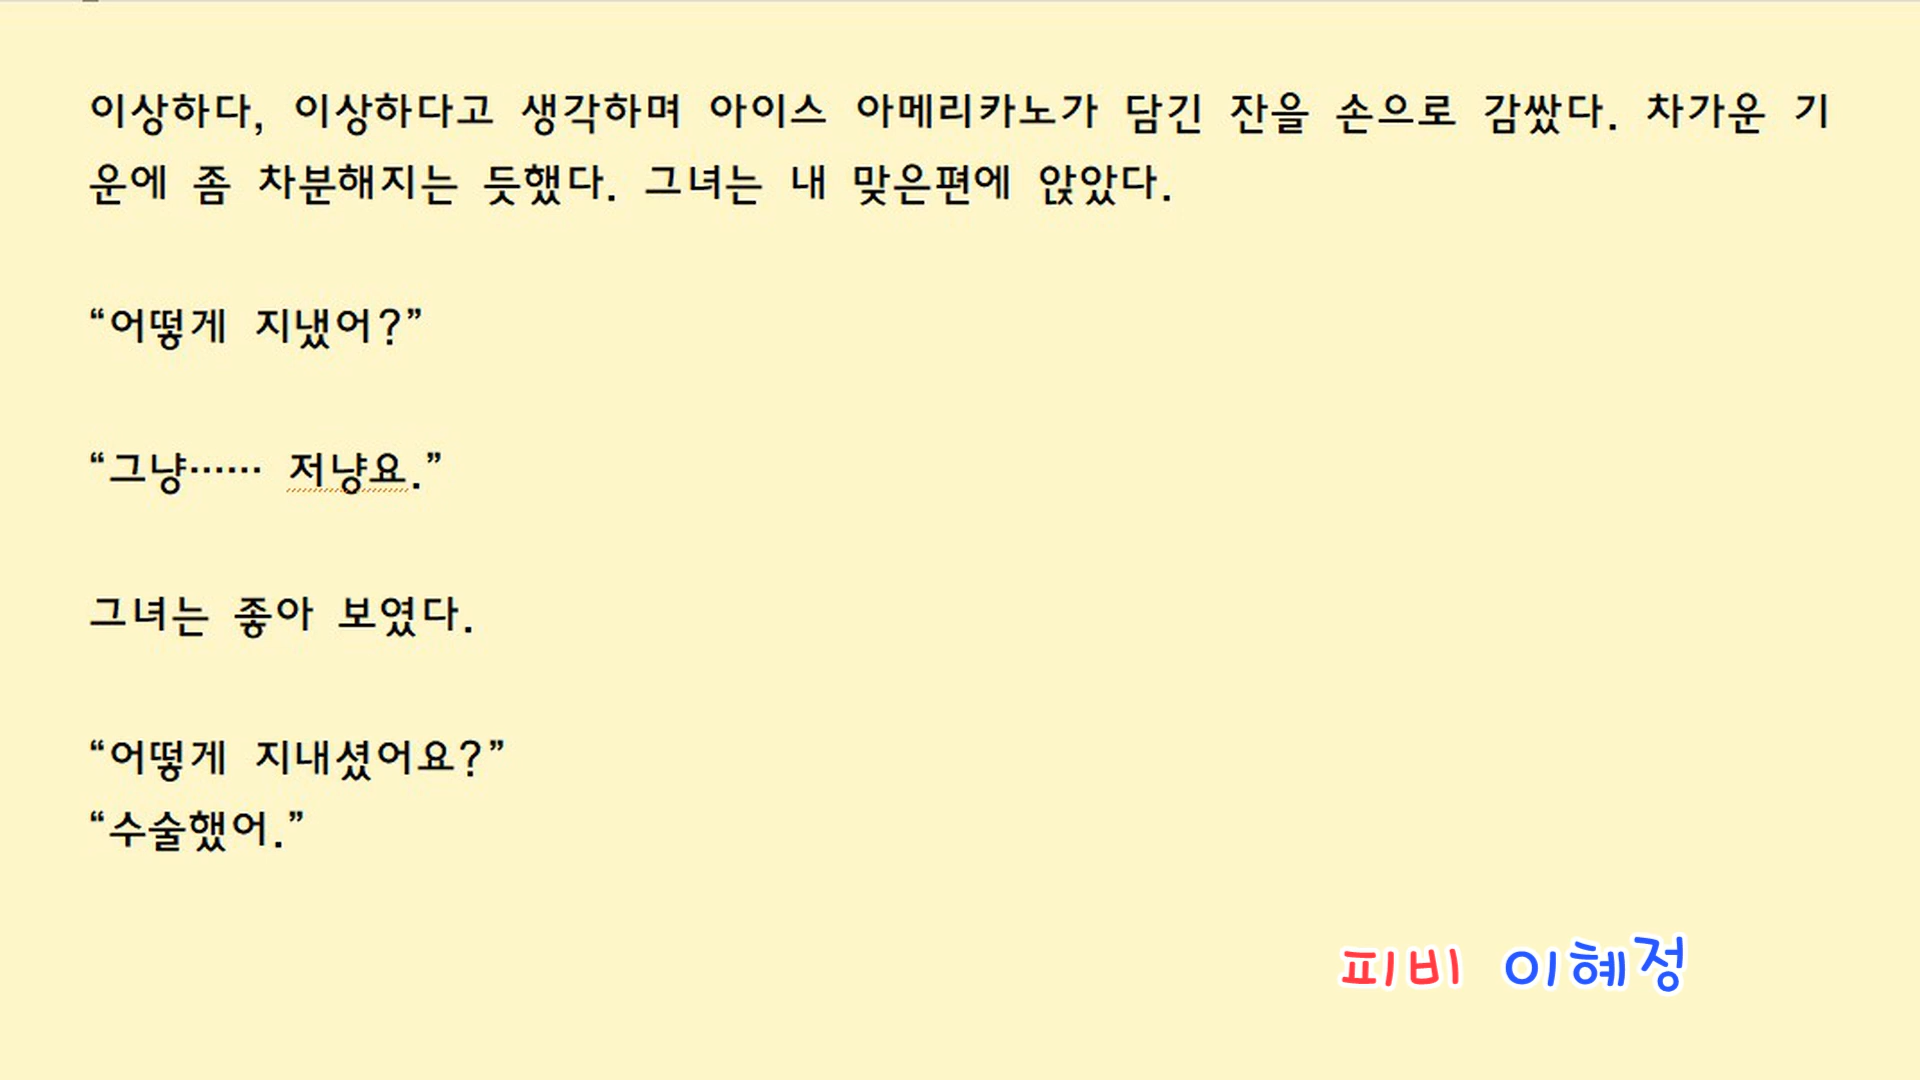 이상하다, 이상하다고 생각하며 아이스 아메리카노가 담긴 잔을 손으로 감쌌다. 차가운 기
운에 좀 차분해지는 듯했다. 그녀는 내 맞은편에 앉았다.
“어떻게 지냈어?”
“그냥…… 저냥요.”
그녀는 좋아 보였다.
“어떻게 지내셨어요?”
“수술했어.”
피비 이혜정